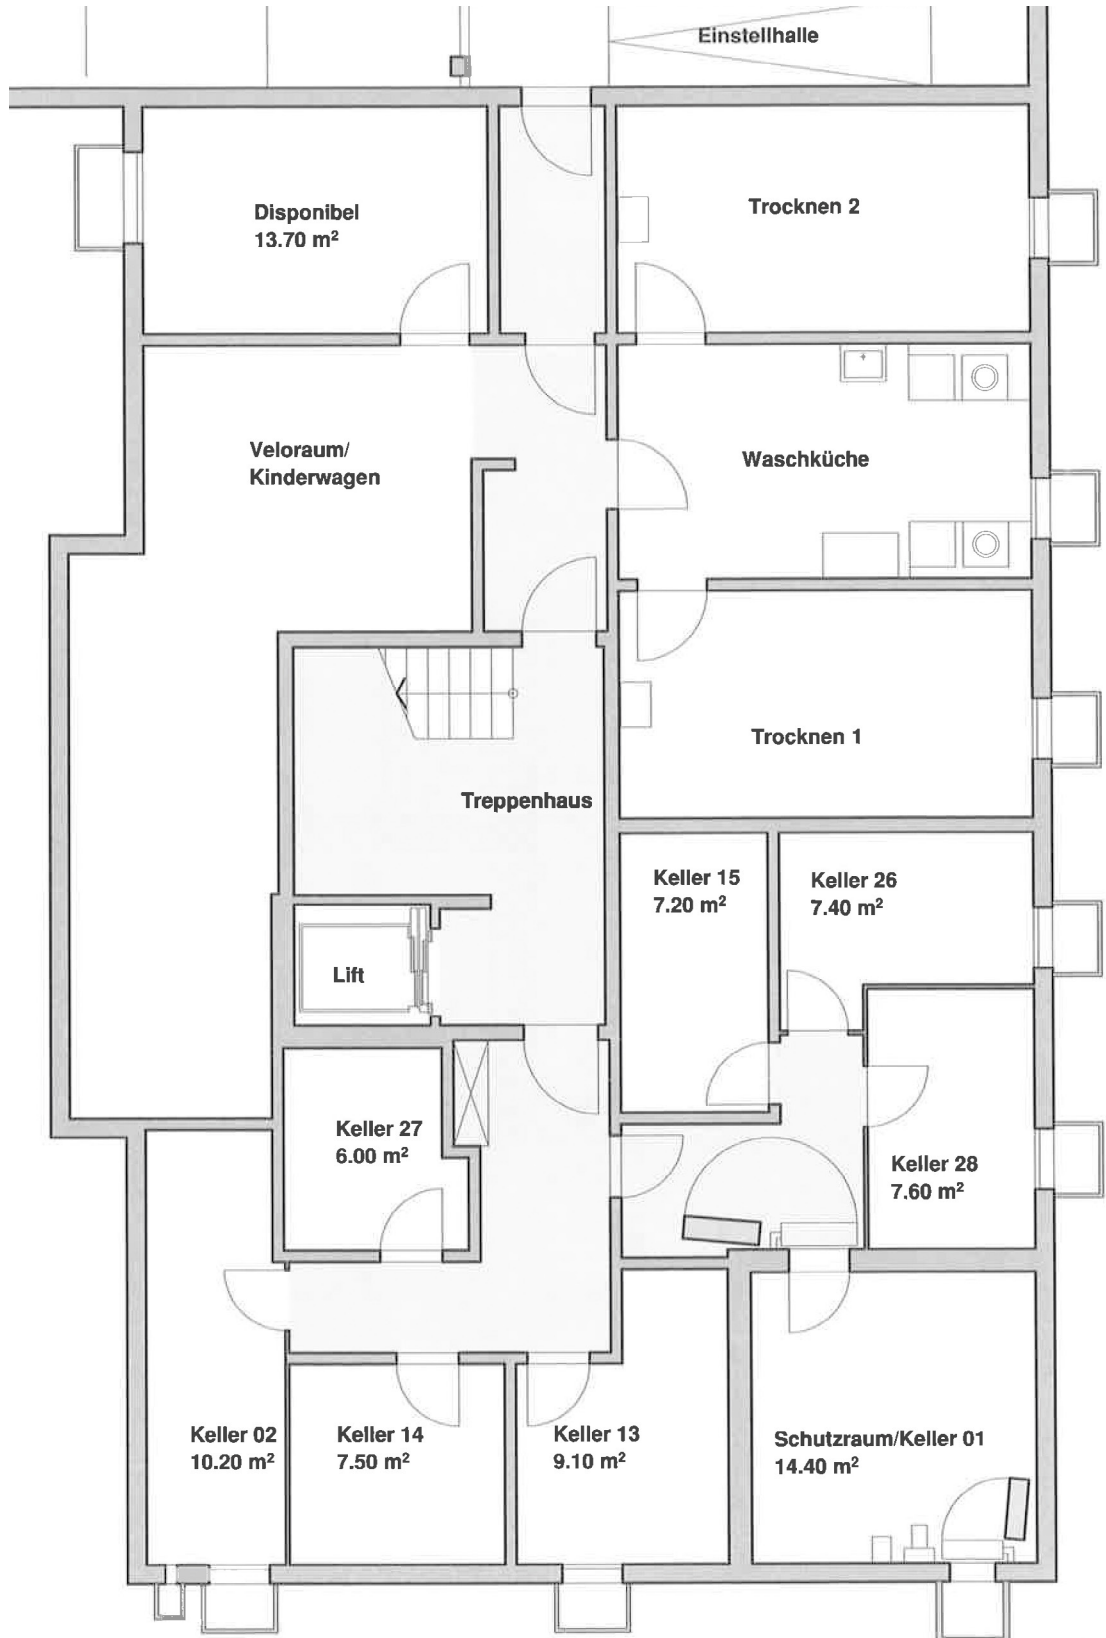 Einstellhalle
Disponibel
13.70 m²
Trocknen 2
Veloraum/
Kinderwagen
Waschküche
Trocknen 1
Treppenhaus
Keller 15
7.20 m²
Keller 26
7.40 m²
Lift
Keller 27
6.00 m²
Keller 28
7.60 m²
Keller 02
10.20 m²
Keller 14
7.50 m²
Keller 13
9.10 m²
Schutzraum/Keller 01
14.40 m²